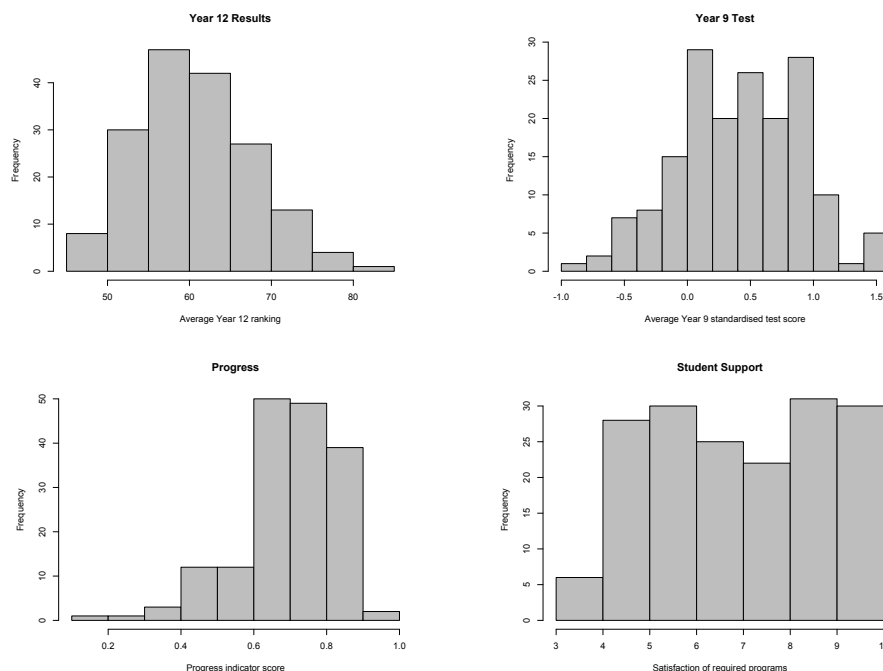 Year 12 Results
Frequency
0 10 20 30 40
50 60 70 80
Average Year 12 ranking
Year 9 Test
Frequency
0 5 10 15 20 25 30
-1.0 -0.5 0.0 0.5 1.0 1.5
Average Year 9 standardised test score
Progress
Frequency
0 10 20 30 40 50
0.2 0.4 0.6 0.8 1.0
Progress indicator score
Student Support
Frequency
0 5 10 15 20 25 30
3 4 5 6 7 8 9
Satisfaction of required programs